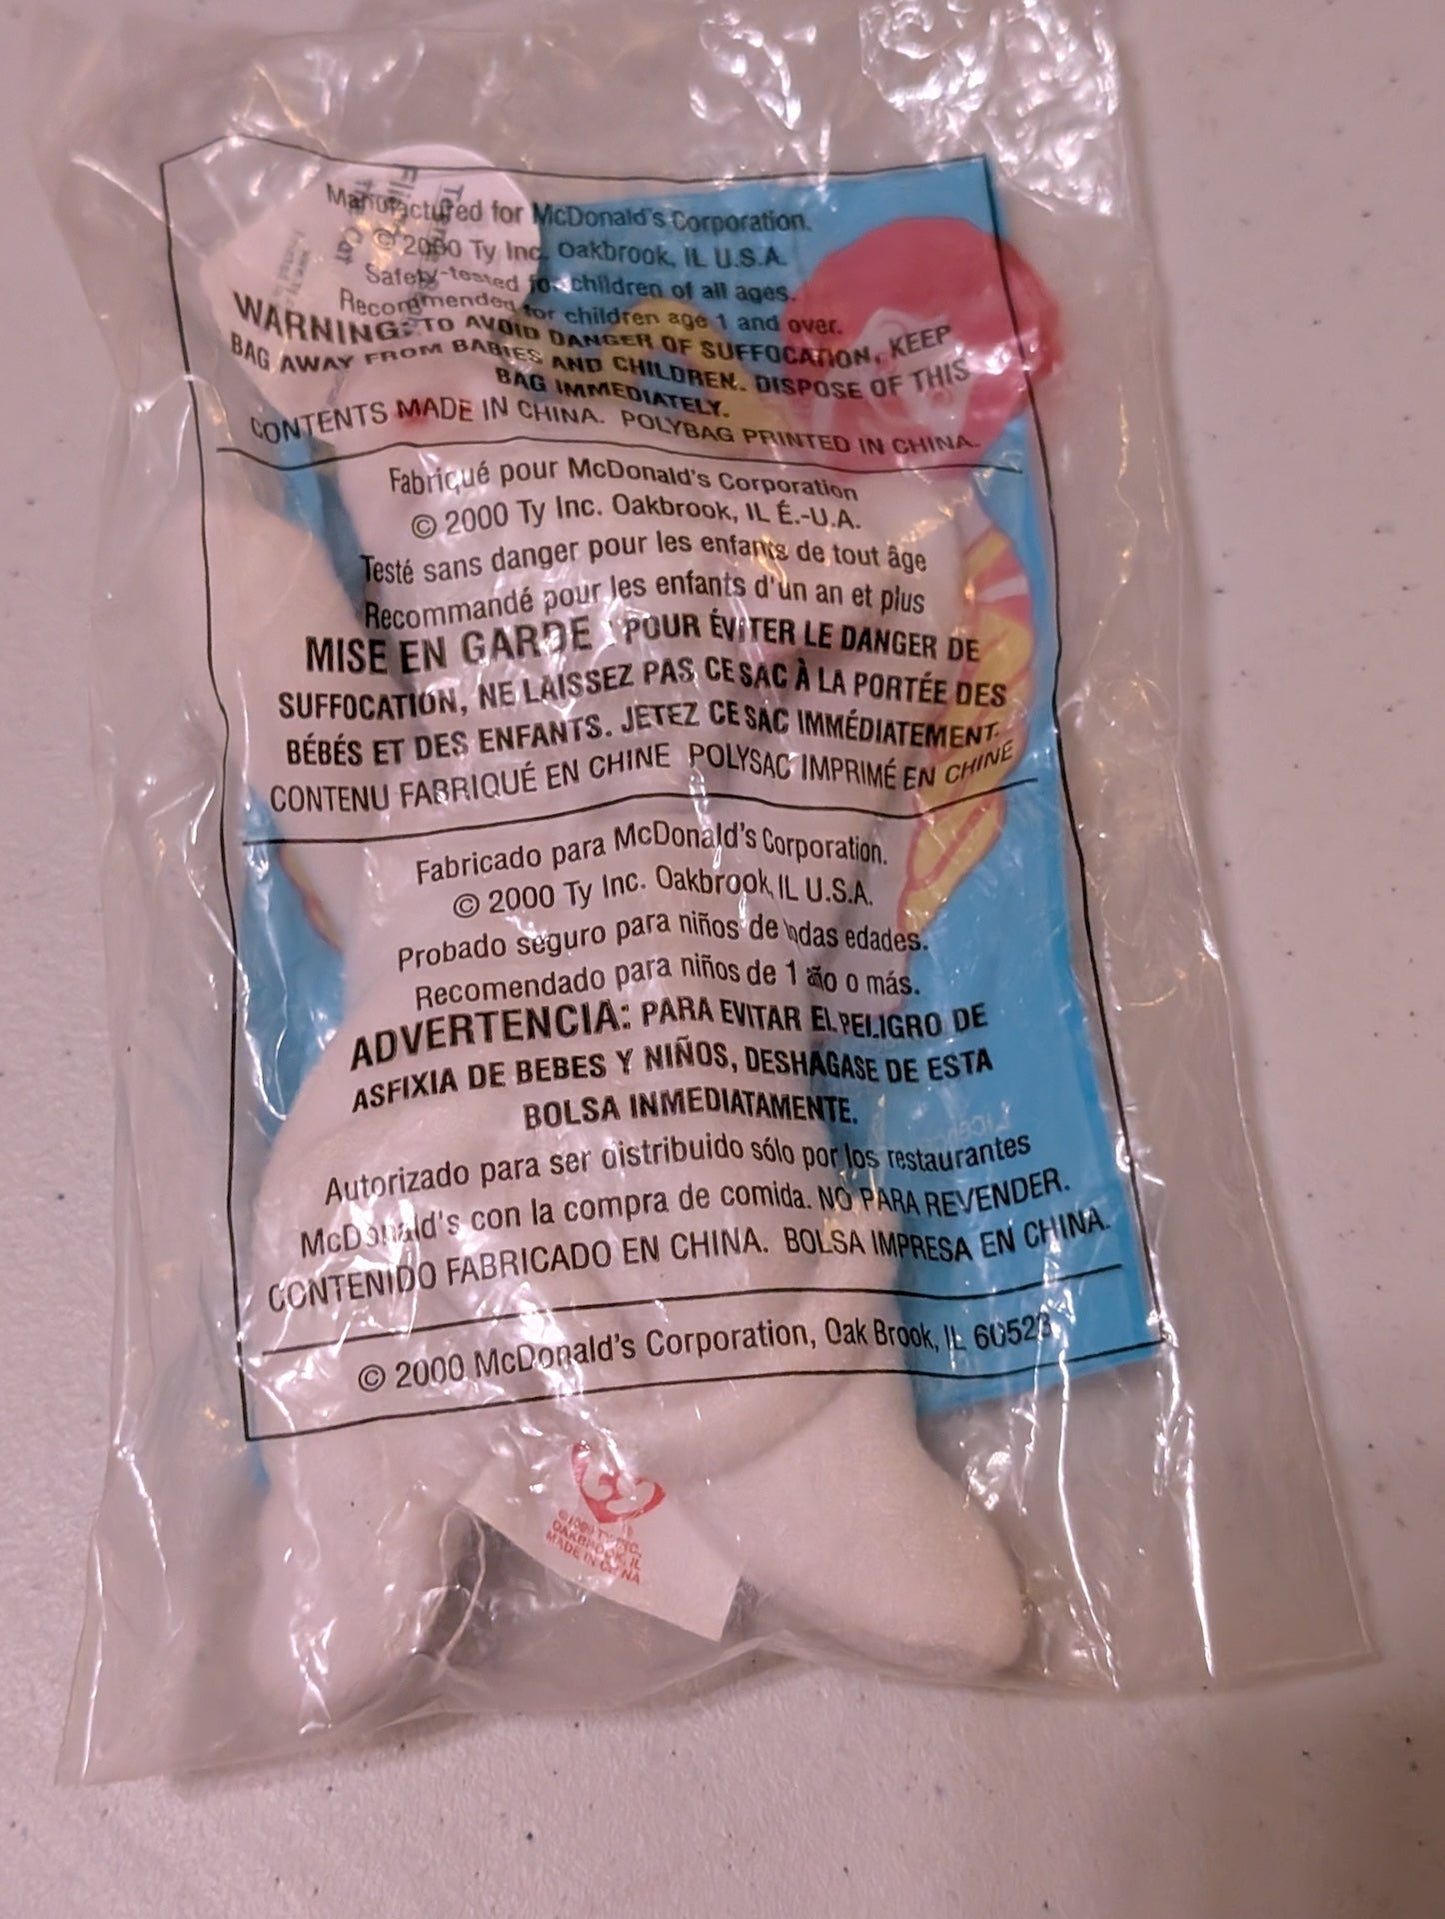 Manufactured for McDonald's Corporation.
© 2000 Ty Inc. Oakbrook, IL U.S.A.
Safety-tested for children of all ages.
Recommended for children age 1 and over.
WARNING: TO AVOID DANGER OF SUFFOCATION, KEEP
BAG AWAY FROM BABIES AND CHILDREN. DISPOSE OF THIS
BAG IMMEDIATELY.
CONTENTS MADE IN CHINA. POLYBAG PRINTED IN CHINA.
Fabriqué pour McDonald's Corporation
© 2000 Ty Inc. Oakbrook, IL É.-U.A.
Testé sans danger pour les enfants de tout âge
Recommandé pour les enfants d'un an et plus
MISE EN GARDE : POUR ÉVITER LE DANGER DE
SUFFOCATION, NE LAISSEZ PAS CE SAC À LA PORTÉE DES
BÉBÉS ET DES ENFANTS. JETEZ CE SAC IMMÉDIATEMENT.
CONTENU FABRIQUÉ EN CHINE POLYSAC IMPRIMÉ EN CHINE
Fabricado para McDonald's Corporation.
© 2000 Ty Inc. Oakbrook, IL U.S.A.
Probado seguro para niños de todas edades.
Recomendado para niños de 1 año o más.
ADVERTENCIA: PARA EVITAR EL PELIGRO DE
ASFIXIA DE BEBES Y NIÑOS, DESHAGASE DE ESTA
BOLSA INMEDIATAMENTE.
Autorizado para ser distribuido sólo por los restaurantes
McDonald's con la compra de comida. NO PARA REVENDER.
CONTENIDO FABRICADO EN CHINA. BOLSA IMPRESA EN CHINA.
© 2000 McDonald's Corporation, Oak Brook, IL 60523
TY INC.
OAKBROOK, IL
MADE IN CHINA